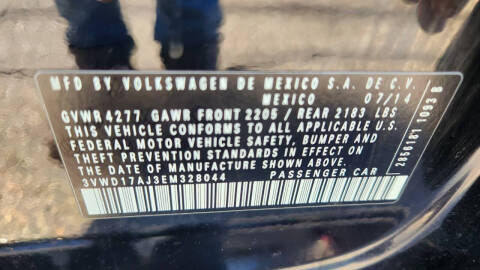 MFD BY VOLKSWAGEN DE MEXICO S.A. DE C.V.
MEXICO 07/14
GVWR 4277 GAWR FRONT 2205 / REAR 2183 LBS
THIS CONFORMS TO ALL APPLICABLE U.S.
FEDERAL MOTOR VEHICLE SAFETY, BUMPER AND
THEFT PREVENTION STANDARDS IN EFFECT ON
THE DATE OF MANUFACTURE SHOWN ABOVE.
3VWD17AJ3EM328044 PASSENGER CAR
2856187 1093 B